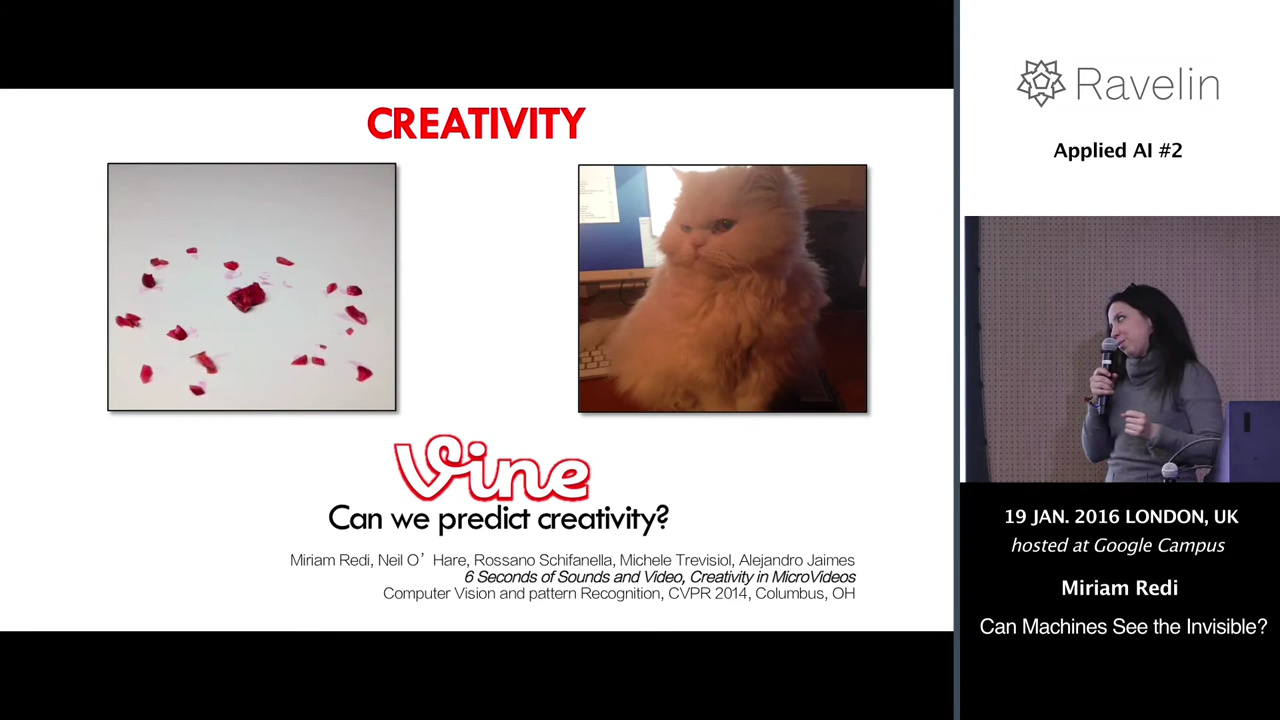 CREATIVITY
Vine
Can we predict creativity?
Miriam Redi, Neil O’Hare, Rossano Schifanella, Michele Trevisiol, Alejandro Jaimes
6 Seconds of Sounds and Video, Creativity in MicroVideos
Computer Vision and pattern Recognition, CVPR 2014, Columbus, OH
Ravelin
Applied AI #2
19 JAN. 2016 LONDON, UK
hosted at Google Campus
Miriam Redi
Can Machines See the Invisible?